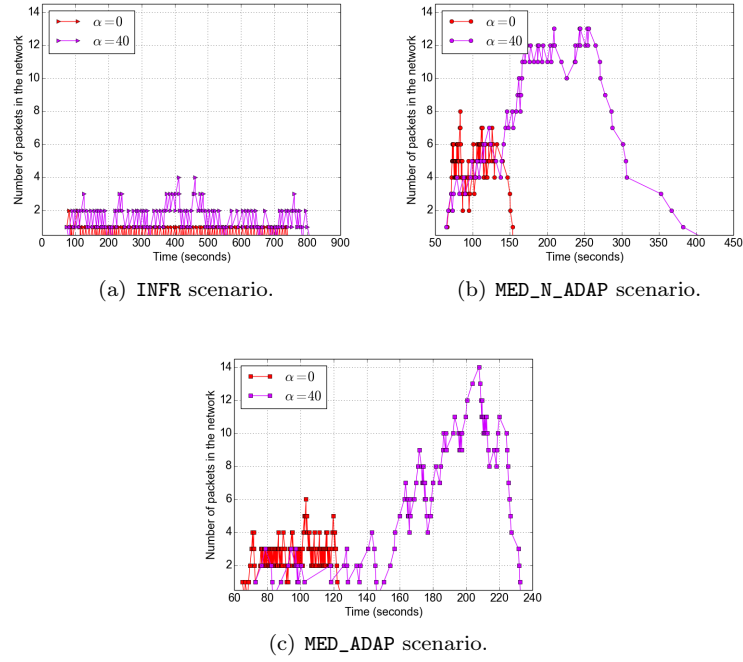 14
12
10
8
6
4
2
Number of packets in the network
α=0
α=40
0 100 200 300 400 500 600 700 800 900
Time (seconds)
(a) INFR scenario.
14
12
10
8
6
4
2
Number of packets in the network
α=0
α=40
50 100 150 200 250 300 350 400 450
Time (seconds)
(b) MED_N_ADAP scenario.
14
12
10
8
6
4
2
Number of packets in the network
α=0
α=40
60 80 100 120 140 160 180 200 220 240
Time (seconds)
(c) MED_ADAP scenario.